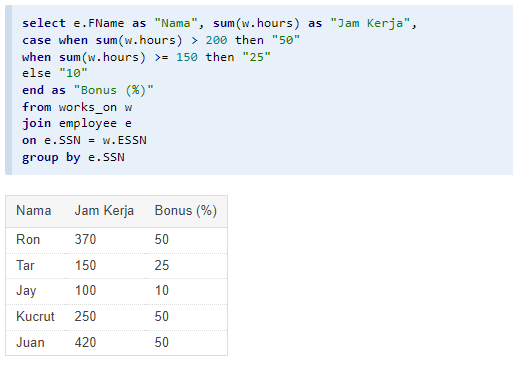 select e.FName as "Nama", sum(w.hours) as "Jam Kerja",
case when sum(w.hours) > 200 then "50"
when sum(w.hours) >= 150 then "25"
else "10"
end as "Bonus (%)"
from works_on w
join employee e
on e.SSN = w.ESSN
group by e.SSN
Nama Jam Kerja Bonus (%)
Ron 370 50
Tar 150 25
Jay 100 10
Kucrut 250 50
Juan 420 50